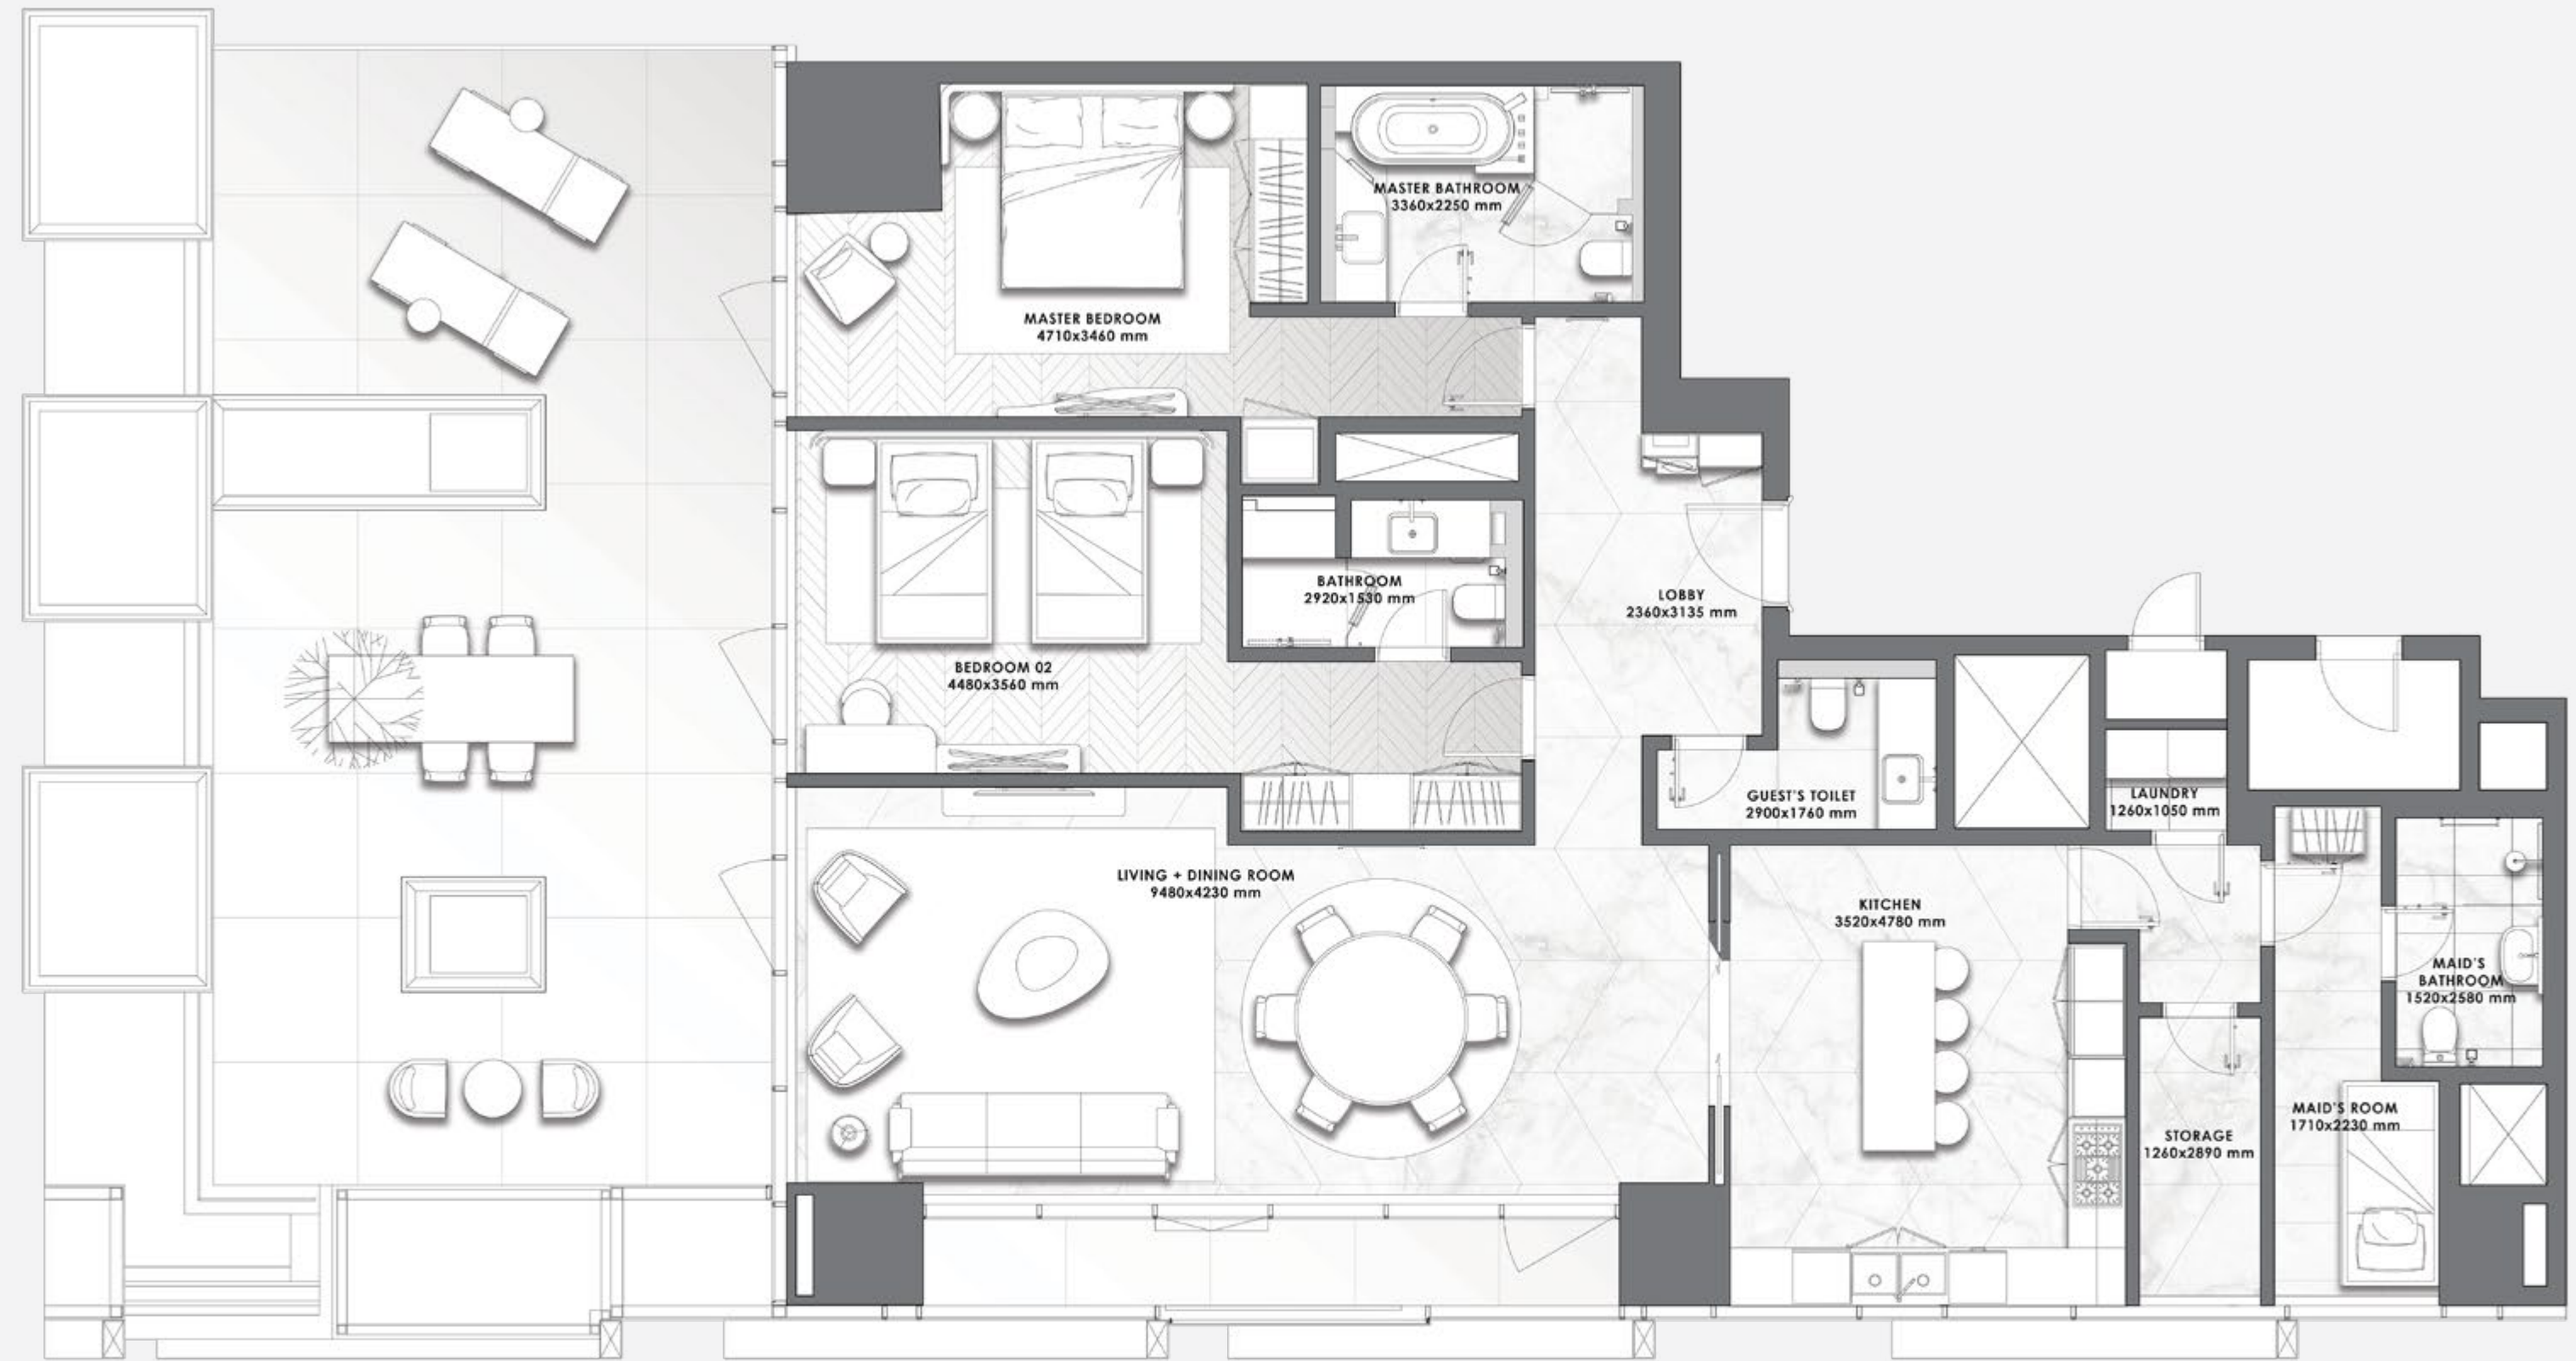 MASTER BATHROOM
3360x2250 mm
MASTER BEDROOM
4710x3460 mm
BATHROOM
2920x1530 mm
LOBBY
2360x3135 mm
BEDROOM 02
4480x3560 mm
GUEST'S TOILET
2900x1760 mm
LAUNDRY
1260x1050 mm
LIVING + DINING ROOM
9480x4230 mm
KITCHEN
3520x4780 mm
MAID'S
BATHROOM
1520x2580 mm
MAID'S ROOM
1710x2230 mm
STORAGE
1260x2890 mm